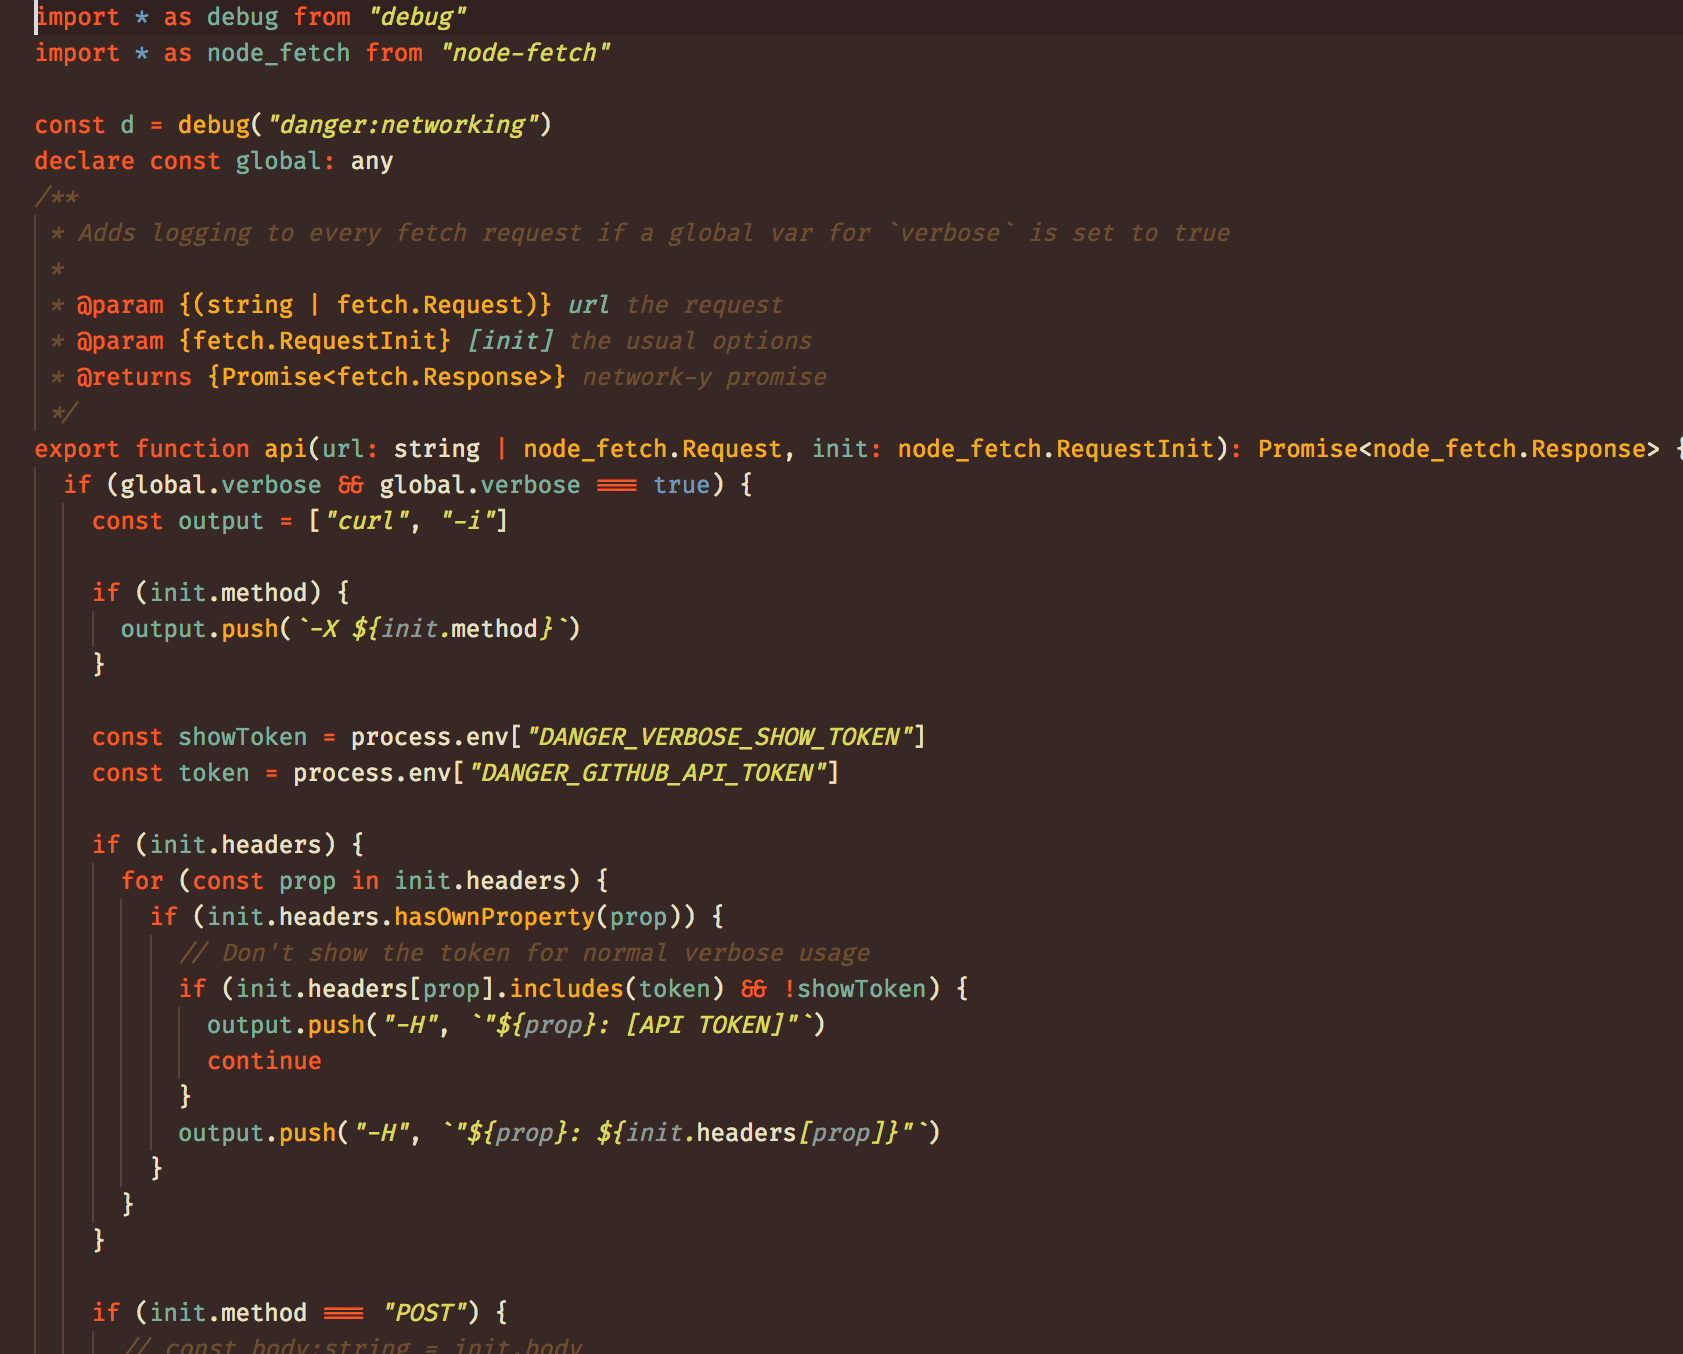 import * as debug from "debug"
import * as node_fetch from "node-fetch"
const d = debug("danger:networking")
declare const global: any
/**
 * Adds logging to every fetch request if a global var for `verbose` is set to true
 *
 * @param {(string | fetch.Request)} url the request
 * @param {fetch.RequestInit} [init] the usual options
 * @returns {Promise<fetch.Response>} network-y promise
 */
export function api(url: string | node_fetch.Request, init: node_fetch.RequestInit): Promise<node_fetch.Response> {
  if (global.verbose && global.verbose === true) {
    const output = ["curl", "-i"]
    if (init.method) {
      output.push(`-X ${init.method}`)
    }
    const showToken = process.env["DANGER_VERBOSE_SHOW_TOKEN"]
    const token = process.env["DANGER_GITHUB_API_TOKEN"]
    if (init.headers) {
      for (const prop in init.headers) {
        if (init.headers.hasOwnProperty(prop)) {
          // Don't show the token for normal verbose usage
          if (init.headers[prop].includes(token) && !showToken) {
            output.push("-H", `"${prop}: [API TOKEN]"`)
            continue
          }
          output.push("-H", `"${prop}: ${init.headers[prop]}"`)
        }
      }
    }
    if (init.method === "POST") {
      // const body:string = init.body